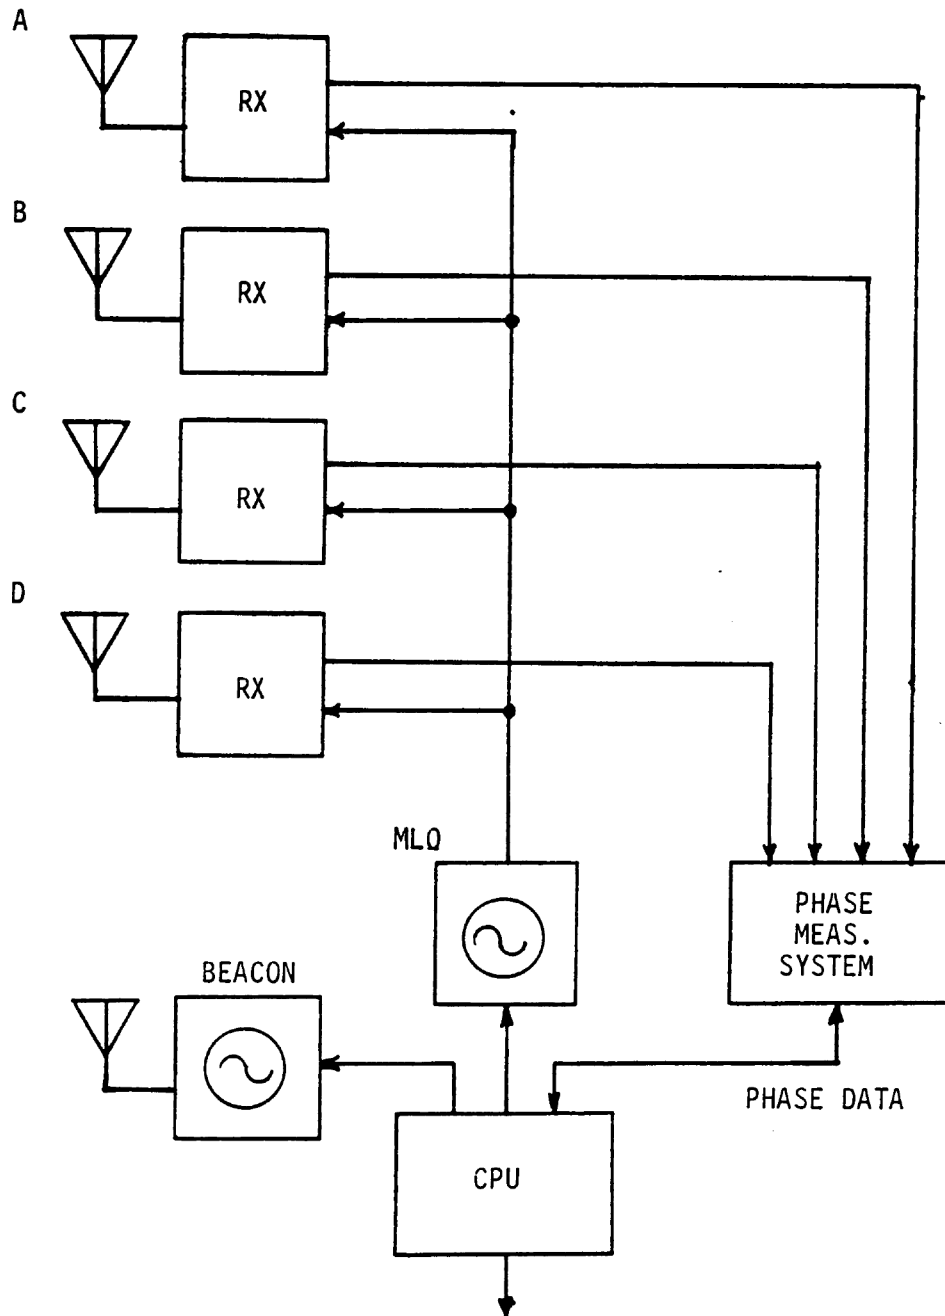 A
RX
B
RX
C
RX
D
RX
MLO
PHASE
MEAS.
SYSTEM
BEACON
PHASE DATA
CPU